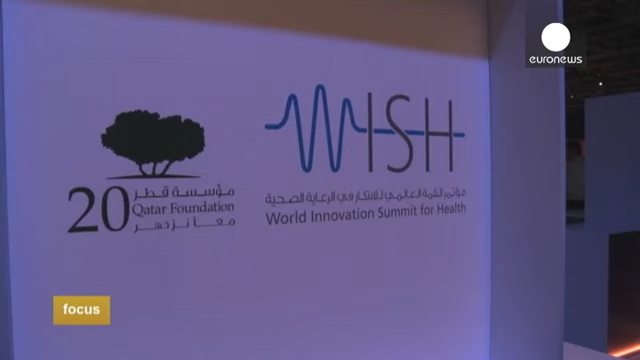 euronews
WISH
مؤتمر القمة العالمي للابتكار في الرعاية الصحية
World Innovation Summit for Health
20
مؤسسة قطر
Qatar Foundation
معا نزدهر
focus